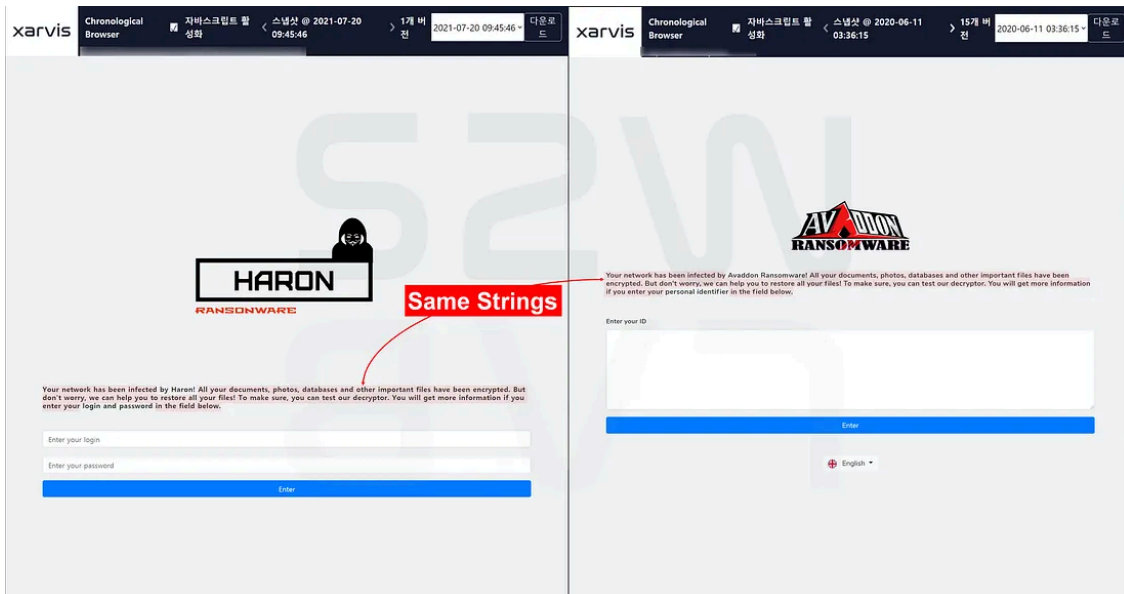 xarvis
Chronological
Browser
자바스크립트 활
성화
스냅샷 @ 2021-07-20
09:45:46
1개 버
전
2021-07-20 09:45:46
다운로
드
HARON
RANSONWARE
Your network has been infected by Haron! All your documents, photos, databases and other important files have been encrypted. But
don't worry, we can help you to restore all your files! To make sure, you can test our decryptor. You will get more information if you
enter your login and password in the field below.
Enter your login
Enter your password
Enter
Same Strings
xarvis
Chronological
Browser
자바스크립트 활
성화
스냅샷 @ 2020-06-11
03:36:15
15개 버
전
2020-06-11 03:36:15
다운로
드
AVADDON
RANSOMWARE
Your network has been infected by Avaddon Ransomware! All your documents, photos, databases and other important files have been
encrypted. But don't worry, we can help you to restore all your files! To make sure, you can test our decryptor. You will get more information
if you enter your personal identifier in the field below.
Enter your ID
Enter
English
S2W